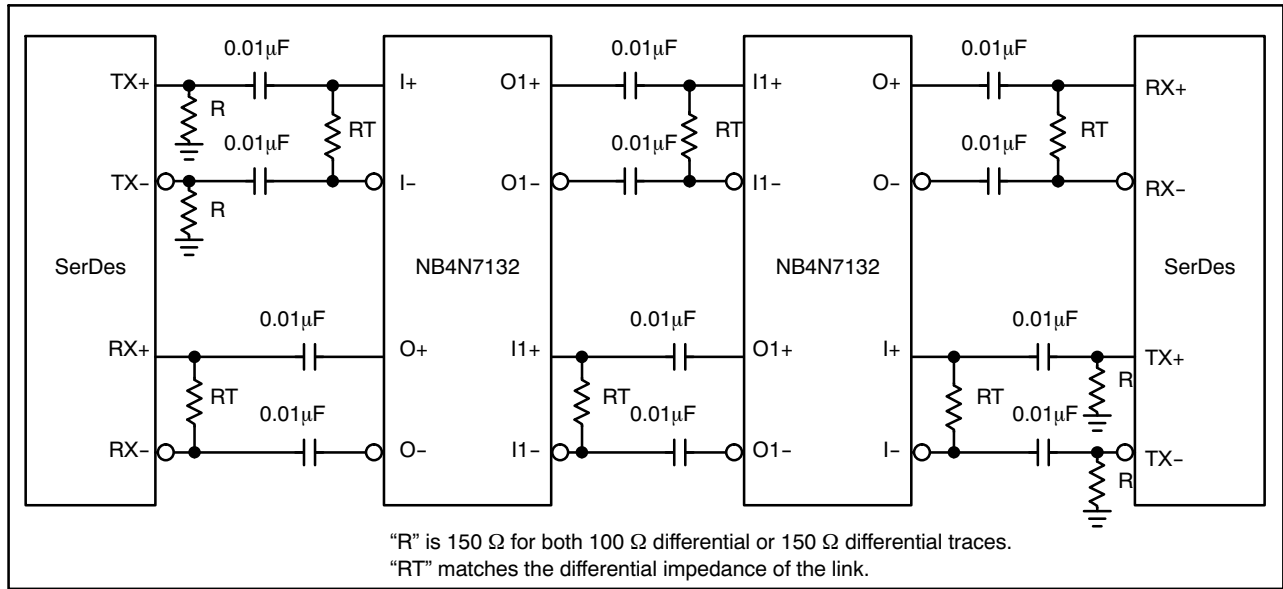 0.01µF 0.01µF 0.01µF
TX+ I+ O1+ I1+ O+ RX+
R RT RT RT
0.01µF 0.01µF 0.01µF
TX– I– O1– I1– O– RX–
R
SerDes NB4N7132 NB4N7132 SerDes
0.01µF 0.01µF 0.01µF
RX+ O+ I1+ O1+ I+ TX+
RT RT RT R
0.01µF 0.01µF 0.01µF
RX– O– I1– O1– I– TX–
R
“R” is 150 Ω for both 100 Ω differential or 150 Ω differential traces.
“RT” matches the differential impedance of the link.